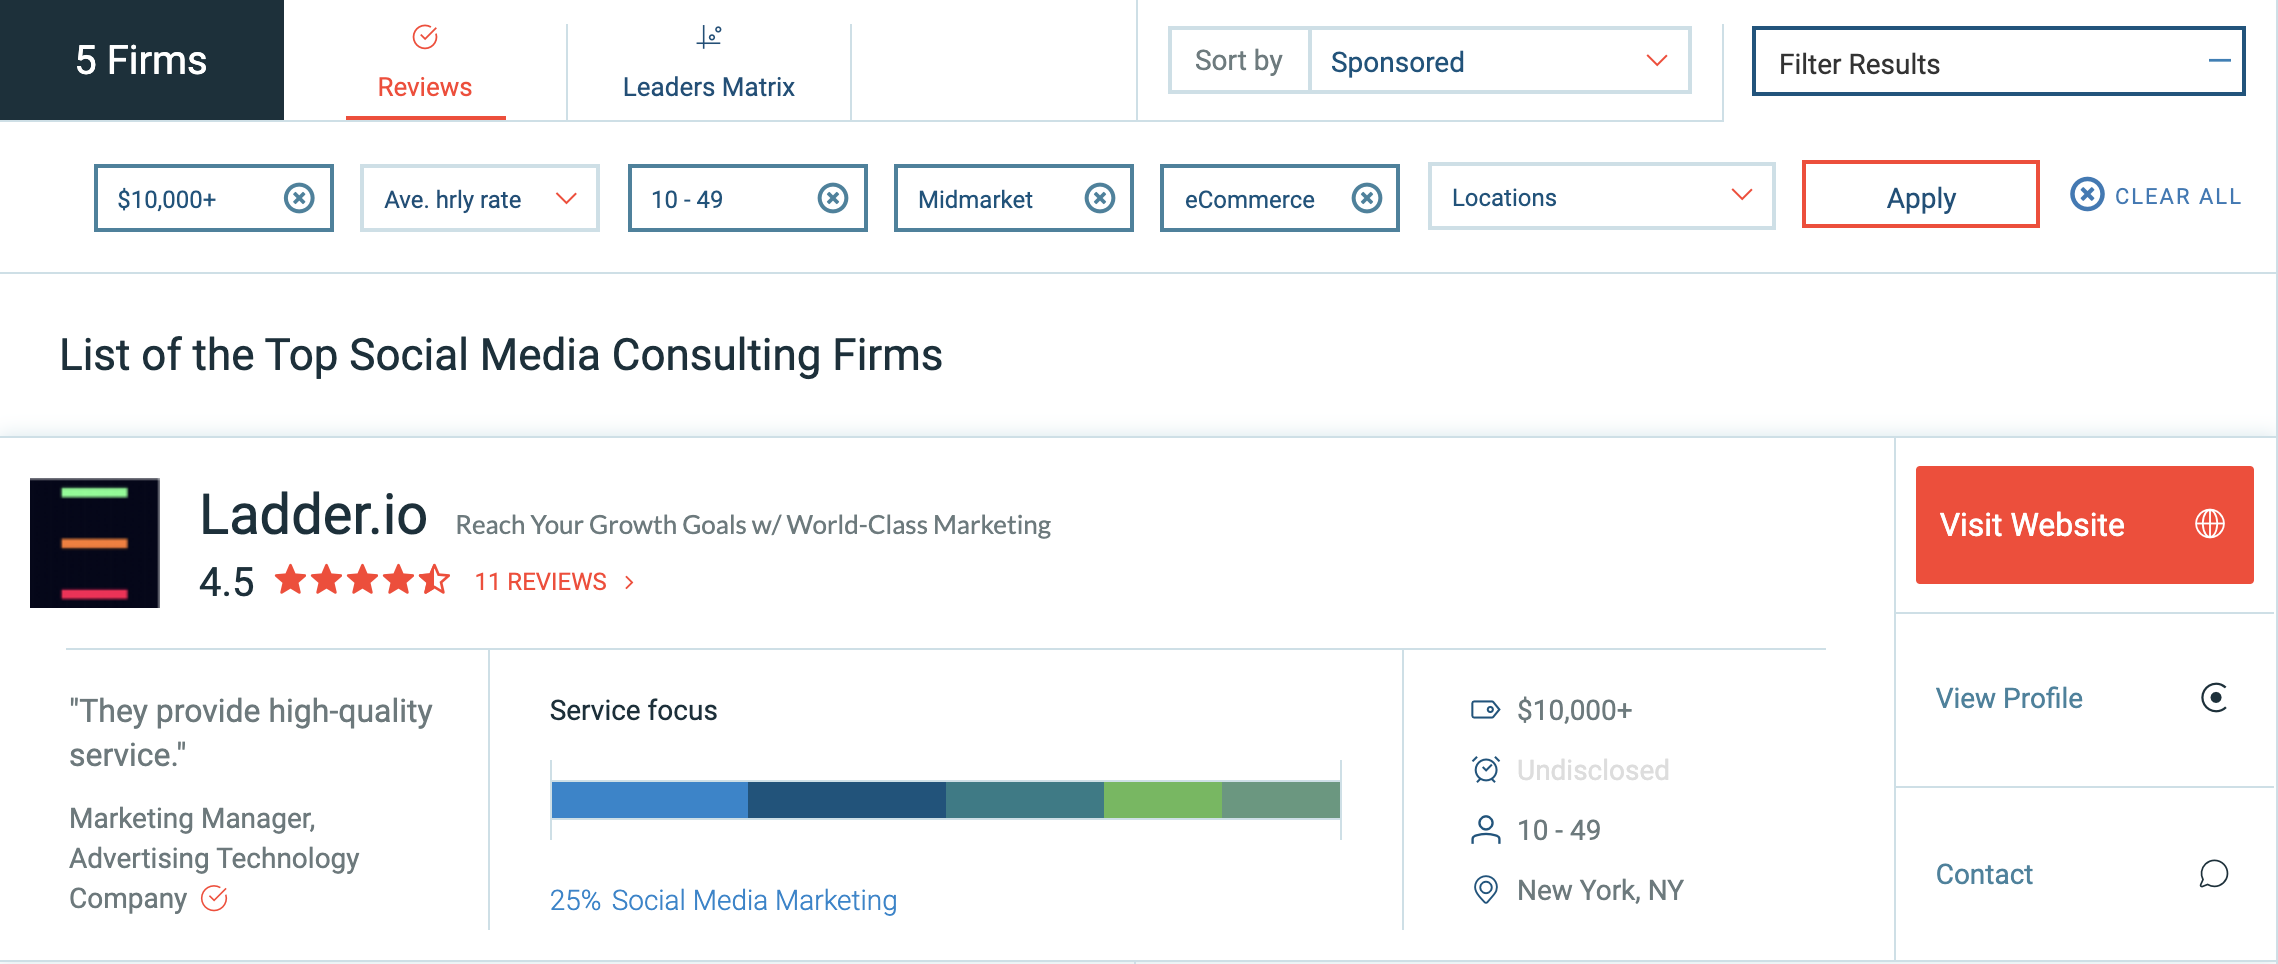 5 Firms
Reviews
Leaders Matrix
Sort by
Sponsored
Filter Results
$10,000+
Ave. hrly rate
10 - 49
Midmarket
eCommerce
Locations
Apply
CLEAR ALL
List of the Top Social Media Consulting Firms
Ladder.io
Reach Your Growth Goals w/ World-Class Marketing
4.5
11 REVIEWS
Visit Website
"They provide high-quality
service."
Marketing Manager,
Advertising Technology
Company
Service focus
25% Social Media Marketing
$10,000+
Undisclosed
10 - 49
New York, NY
View Profile
Contact